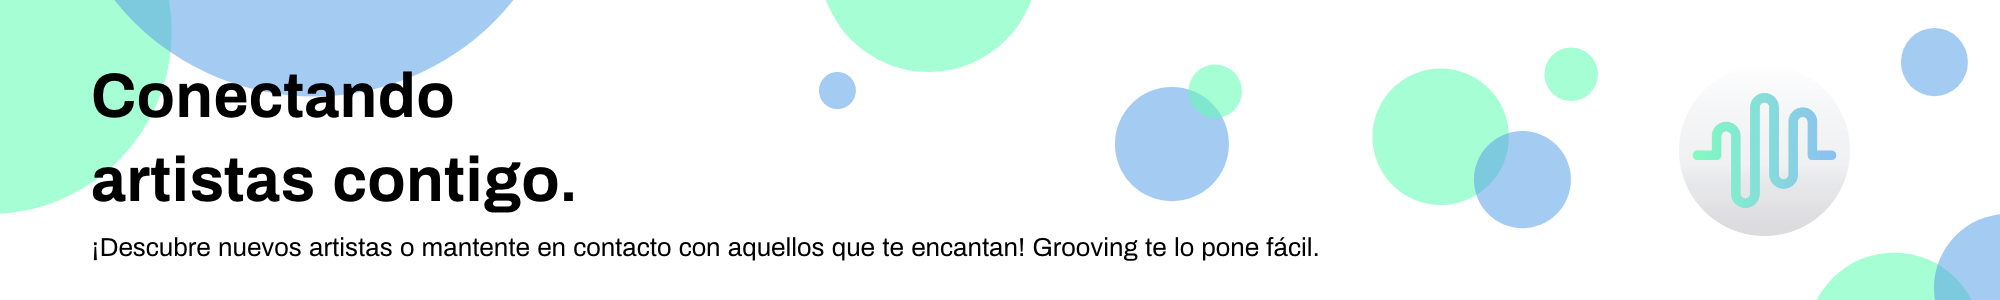 Conectando
artistas contigo.
¡Descubre nuevos artistas o mantente en contacto con aquellos que te encantan! Grooving te lo pone fácil.